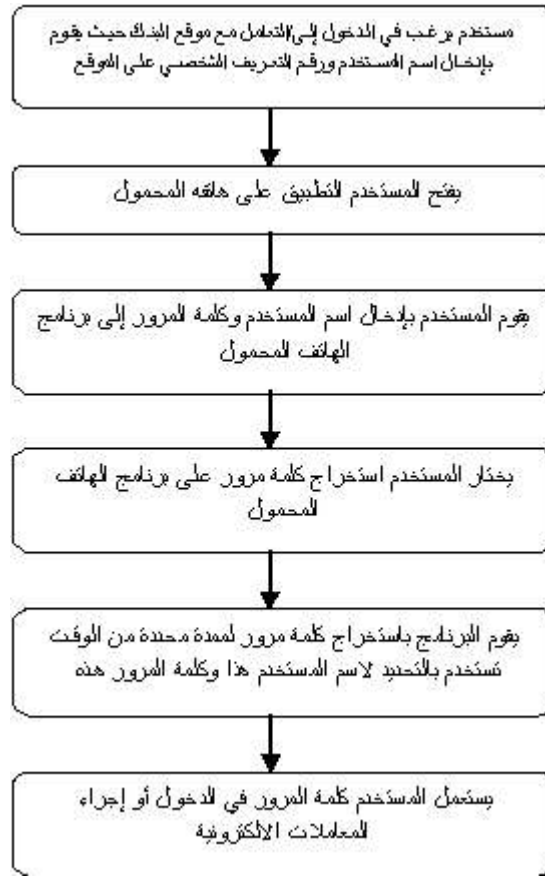 مستخدم يرغب في الدخول إلى/التعامل مع موقع البنك حيث يقوم
بإدخال اسم المستخدم ورقم التعريف الشخصي على الموقع
يفتح المستخدم التطبيق على هاتفه المحمول
يقوم المستخدم بإدخال اسم المستخدم وكلمة المرور إلى برنامج
الهاتف المحمول
يختار المستخدم استخراج كلمة مرور على برنامج الهاتف
المحمول
يقوم البرنامج باستخراج كلمة مرور لمدة محددة من الوقت
تستخدم بالتحديد لاسم المستخدم هذا وكلمة المرور هذه
يستعمل المستخدم كلمة المرور في الدخول أو إجراء
المعاملات الالكترونية